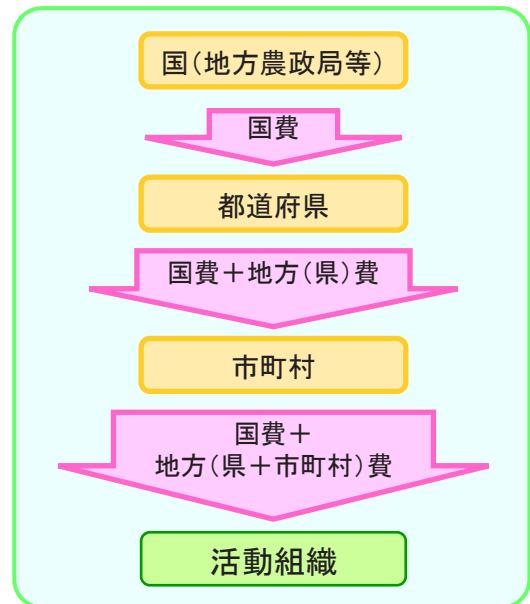 国(地方農政局等)
国費
都道府県
国費+地方(県)費
市町村
国費+
地方(県+市町村)費
活動組織